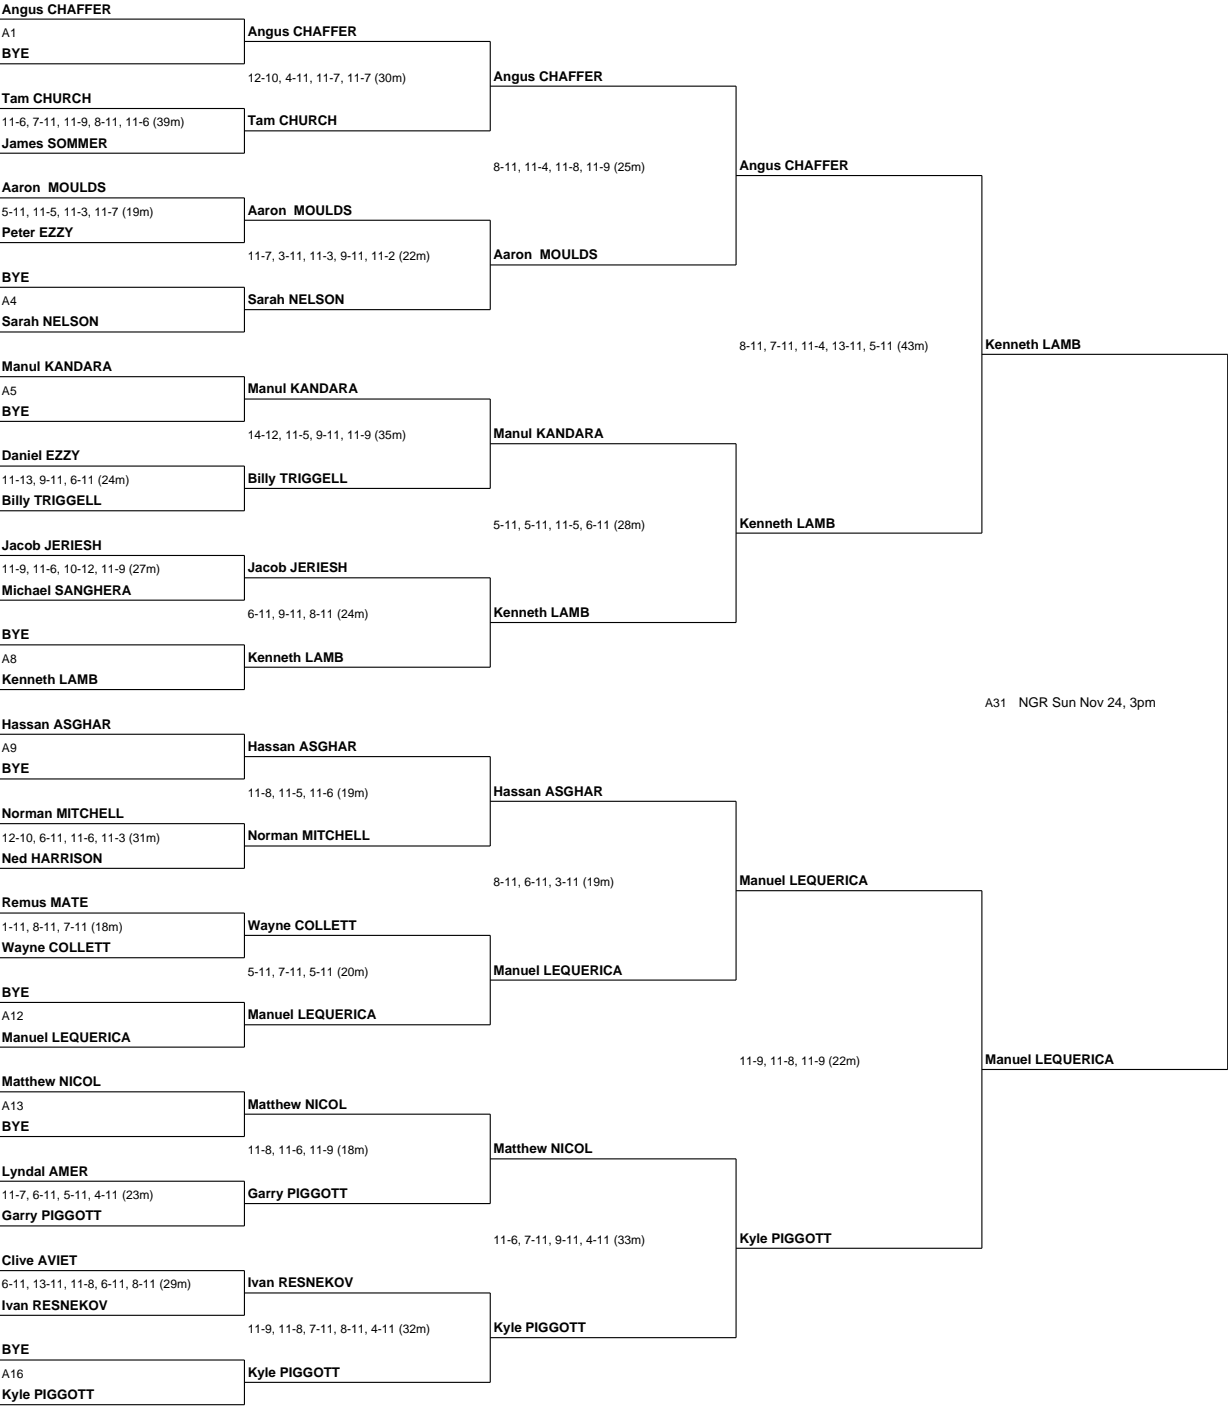 Angus CHAFFER
A1
BYE
Tam CHURCH
11-6, 7-11, 11-9, 8-11, 11-6 (39m)
James SOMMER
Aaron  MOULDS
5-11, 11-5, 11-3, 11-7 (19m)
Peter EZZY
BYE
A4
Sarah NELSON
Manul KANDARA
A5
BYE
Daniel EZZY
11-13, 9-11, 6-11 (24m)
Billy TRIGGELL
Jacob JERIESH
11-9, 11-6, 10-12, 11-9 (27m)
Michael SANGHERA
BYE
A8
Kenneth LAMB
Hassan ASGHAR
A9
BYE
Norman MITCHELL
12-10, 6-11, 11-6, 11-3 (31m)
Ned HARRISON
Remus MATE
1-11, 8-11, 7-11 (18m)
Wayne COLLETT
BYE
A12
Manuel LEQUERICA
Matthew NICOL
A13
BYE
Lyndal AMER
11-7, 6-11, 5-11, 4-11 (23m)
Garry PIGGOTT
Clive AVIET
6-11, 13-11, 11-8, 6-11, 8-11 (29m)
Ivan RESNEKOV
BYE
A16
Kyle PIGGOTT
Angus CHAFFER
12-10, 4-11, 11-7, 11-7 (30m)
Tam CHURCH
Aaron  MOULDS
11-7, 3-11, 11-3, 9-11, 11-2 (22m)
Sarah NELSON
Manul KANDARA
14-12, 11-5, 9-11, 11-9 (35m)
Billy TRIGGELL
Jacob JERIESH
6-11, 9-11, 8-11 (24m)
Kenneth LAMB
Hassan ASGHAR
11-8, 11-5, 11-6 (19m)
Norman MITCHELL
Wayne COLLETT
5-11, 7-11, 5-11 (20m)
Manuel LEQUERICA
Matthew NICOL
11-8, 11-6, 11-9 (18m)
Garry PIGGOTT
Ivan RESNEKOV
11-9, 11-8, 7-11, 8-11, 4-11 (32m)
Kyle PIGGOTT
Angus CHAFFER
8-11, 11-4, 11-8, 11-9 (25m)
Aaron  MOULDS
Manul KANDARA
5-11, 5-11, 11-5, 6-11 (28m)
Kenneth LAMB
Hassan ASGHAR
8-11, 6-11, 3-11 (19m)
Manuel LEQUERICA
Matthew NICOL
11-6, 7-11, 9-11, 4-11 (33m)
Kyle PIGGOTT
Angus CHAFFER
8-11, 7-11, 11-4, 13-11, 5-11 (43m)
Kenneth LAMB
Manuel LEQUERICA
11-9, 11-8, 11-9 (22m)
Kyle PIGGOTT
Kenneth LAMB
A31 NGR Sun Nov 24, 3pm
Manuel LEQUERICA